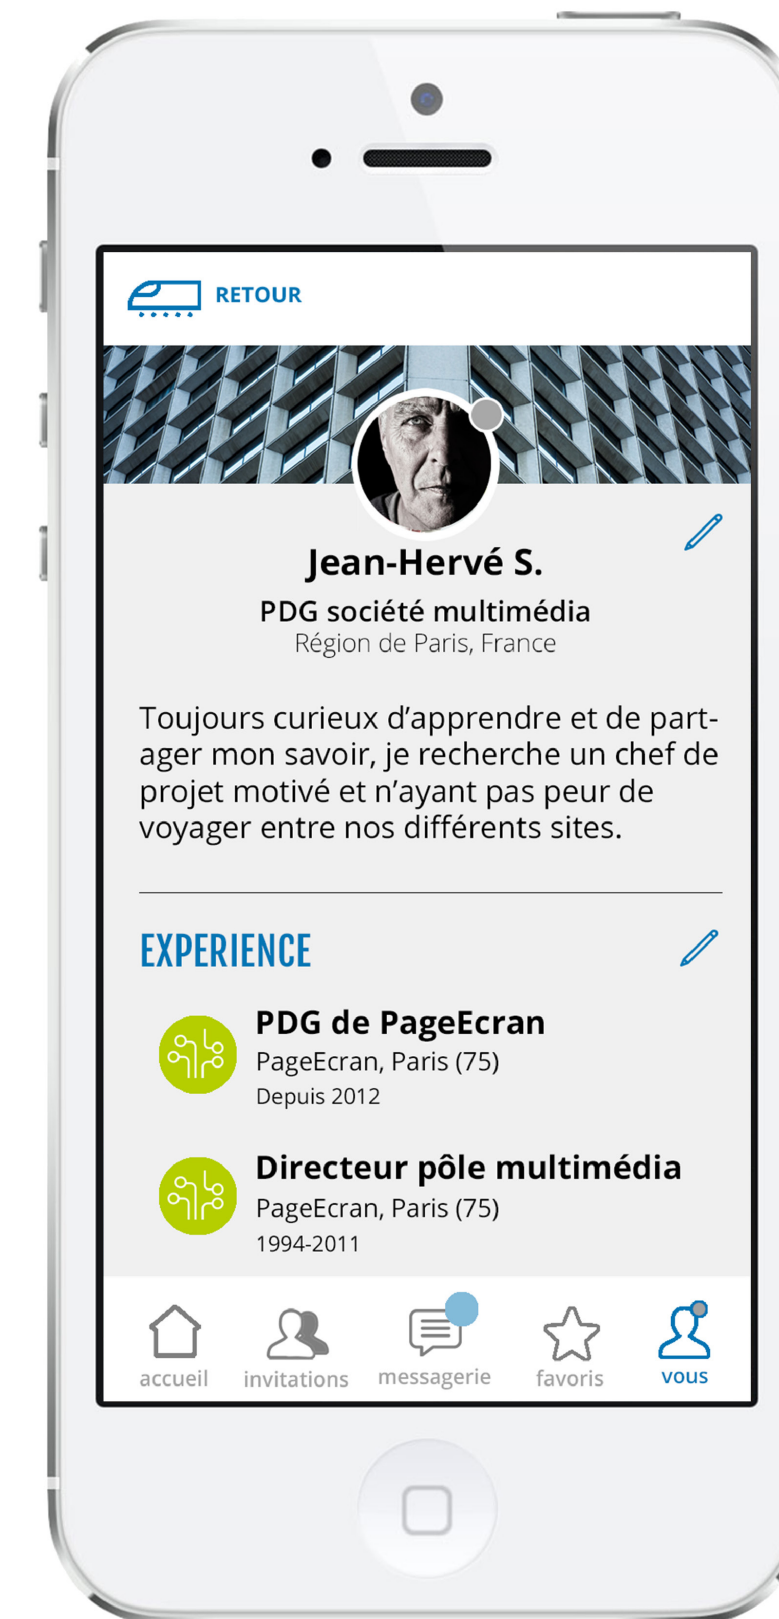 RETOUR
Jean-Hervé S.
PDG société multimédia
Région de Paris, France
Toujours curieux d’apprendre et de part-
ager mon savoir, je recherche un chef de
projet motivé et n’ayant pas peur de
voyager entre nos différents sites.
EXPERIENCE
PDG de PageEcran
PageEcran, Paris (75)
Depuis 2012
Directeur pôle multimédia
PageEcran, Paris (75)
1994-2011
accueil invitations messagerie favoris vous